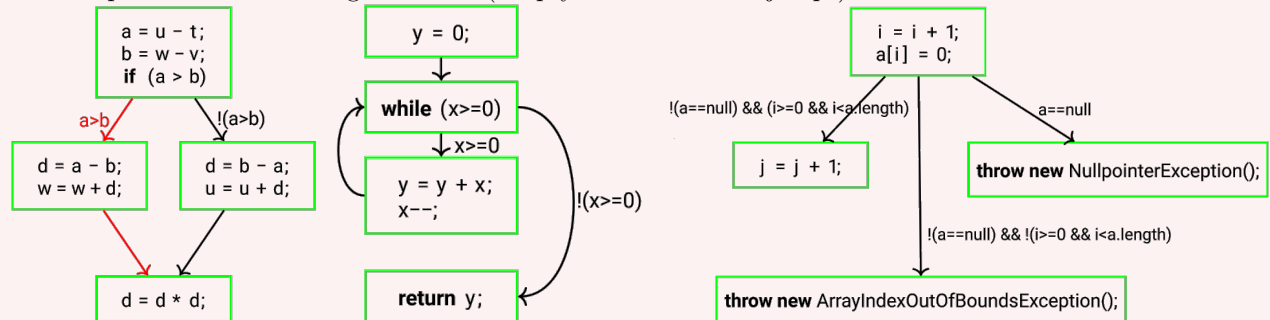 a = u - t;
b = w - v;
if (a > b)
a>b
!(a>b)
d = a - b;
w = w + d;
d = b - a;
u = u + d;
d = d * d;
y = 0;
while (x>=0)
x>=0
y = y + x;
x--;
!(x>=0)
return y;
i = i + 1;
a[i] = 0;
!(a==null) && (i>=0 && i<a.length)
a==null
j = j + 1;
throw new NullpointerException();
!(a==null) && !(i>=0 && i<a.length)
throw new ArrayIndexOutOfBoundsException();